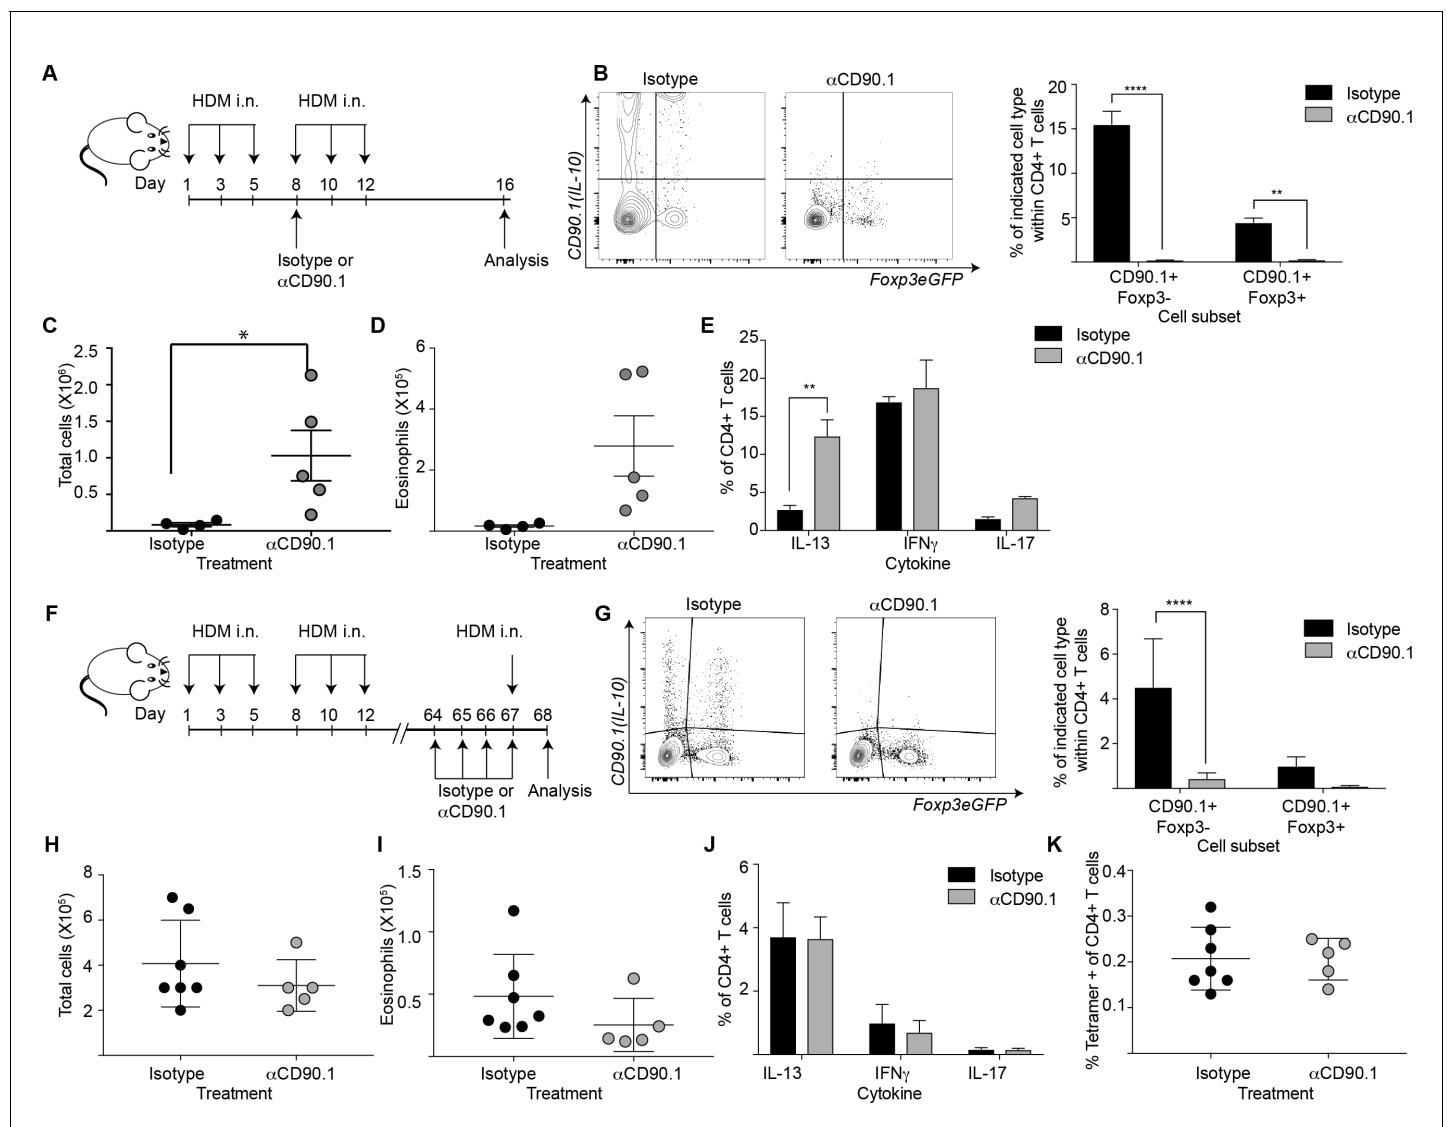 A
HDM i.n.
HDM i.n.
Day
1
3
5
8
10
12
16
Isotype or
αCD90.1
Analysis
B
Isotype
αCD90.1
CD90.1(IL-10)
Foxp3eGFP
% of indicated cell type
within CD4+ T cells
20
15
10
5
****
**
CD90.1+
Foxp3-
CD90.1+
Foxp3+
Cell subset
Isotype
αCD90.1
C
Total cells (X10⁶)
2.5
2.0
1.5
1.0
0.5
*
Isotype
αCD90.1
Treatment
D
Eosinophils (X10⁵)
6
4
2
Isotype
αCD90.1
Treatment
E
% of CD4+ T cells
25
20
15
10
5
0
**
IL-13
IFNγ
IL-17
Cytokine
Isotype
αCD90.1
F
HDM i.n.
HDM i.n.
HDM i.n.
Day
1
3
5
8
10
12
64
65
66
67
68
Isotype or
αCD90.1
Analysis
G
Isotype
αCD90.1
CD90.1(IL-10)
Foxp3eGFP
% of indicated cell type
within CD4+ T cells
8
6
4
2
****
CD90.1+
Foxp3-
CD90.1+
Foxp3+
Cell subset
Isotype
αCD90.1
H
Total cells (X10⁵)
8
6
4
2
Isotype
αCD90.1
Treatment
I
Eosinophils (X10⁵)
1.5
1.0
0.5
Isotype
αCD90.1
Treatment
J
% of CD4+ T cells
6
4
2
IL-13
IFNγ
IL-17
Cytokine
Isotype
αCD90.1
K
% Tetramer + of CD4+ T cells
0.4
0.3
0.2
0.1
Isotype
αCD90.1
Treatment